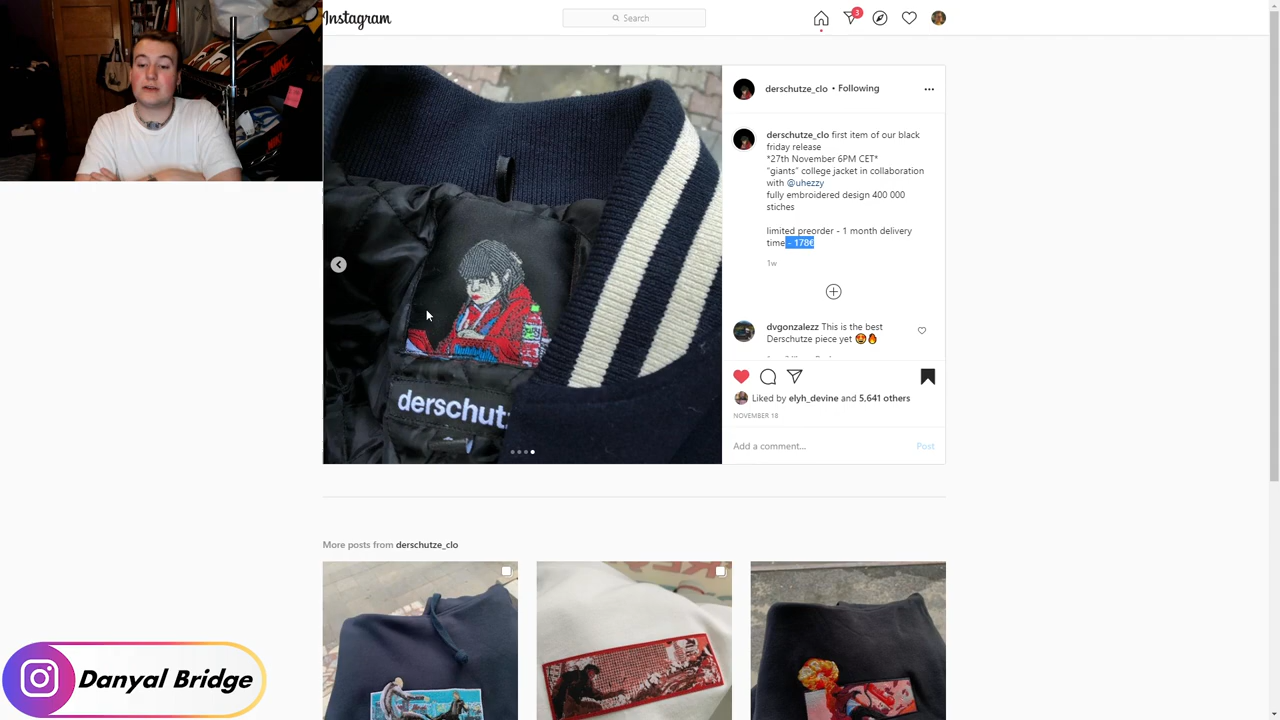 Instagram
Search
3
derschutze_clo • Following
derschutze_clo first item of our black
friday release
*27th November 6PM CET*
"giants" college jacket in collaboration
with @uhezzy
fully embroidered design 400 000
stiches
limited preorder - 1 month delivery
time - 178€
1w
dvgonzalezz This is the best
Derschutze piece yet 😍🔥
derschut
Liked by elyh_devine and 5,641 others
NOVEMBER 18
Add a comment...
Post
More posts from derschutze_clo
Danyal Bridge